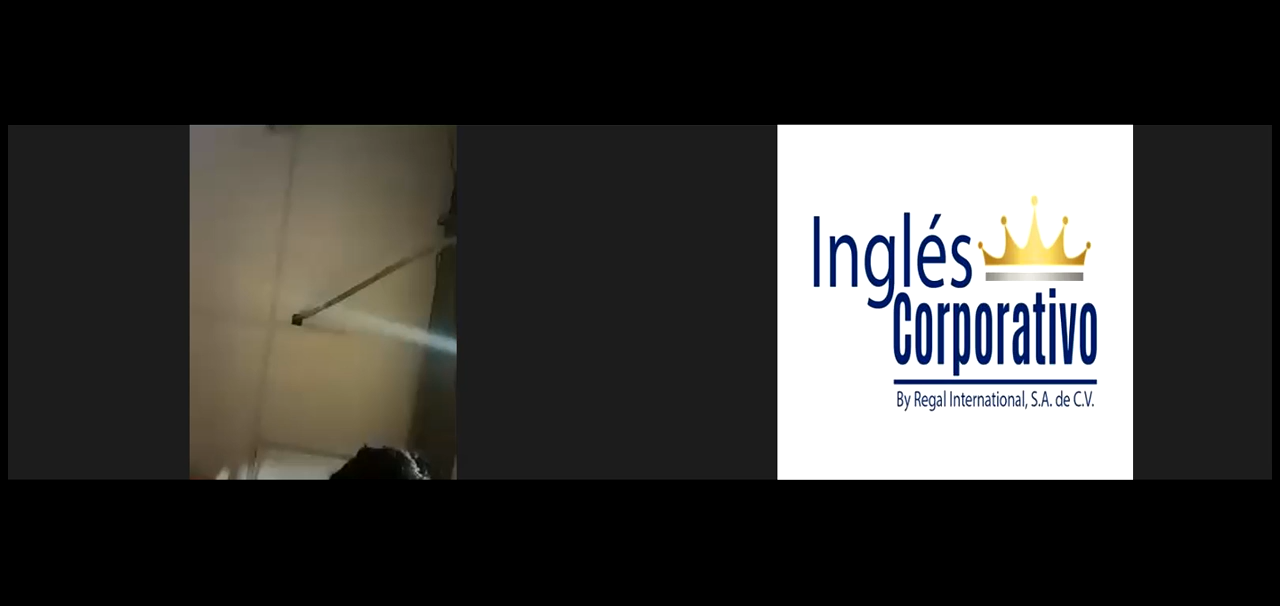 Inglés
Corporativo
By Regal International, S.A. de C.V.